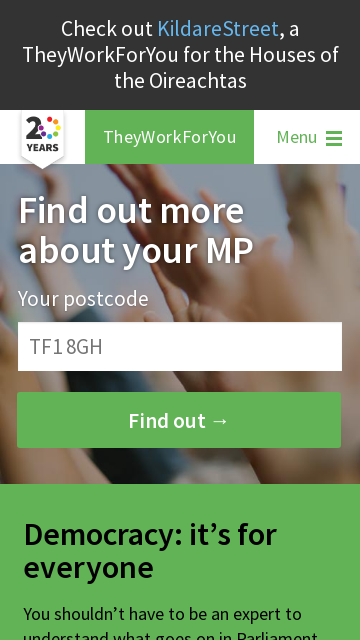 Check out KildareStreet, a
TheyWorkForYou for the Houses of
the Oireachtas
20
YEARS
TheyWorkForYou
Menu
Find out more
about your MP
Your postcode
TF1 8GH
Find out →
Democracy: it’s for
everyone
You shouldn’t have to be an expert to
understand what goes on in Parliament.